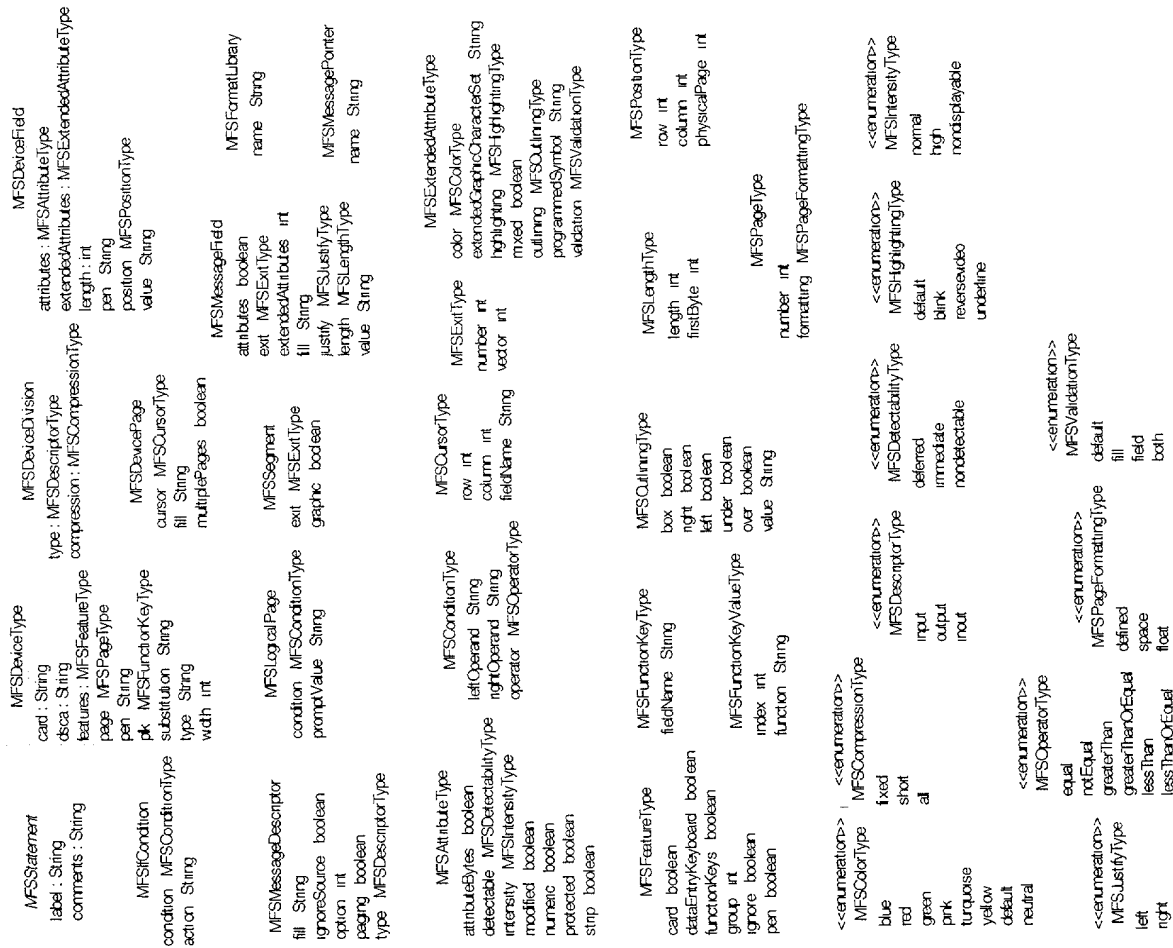 MFSStatement
label : String
comments : String
MFSDeviceType
card : String
dsca : String
features : MFSFeatureType
page MFSPageType
pen String
pfk MFSFunctionKeyType
substitution String
type String
width int
MFSDeviceDivision
type : MFSDescriptorType
compression : MFSCompressionType
MFSDeviceField
attributes : MFSAttributeType
extendedAttributes : MFSExtendedAttributeType
length : int
pen String
position MFSPositionType
value String
MFSIfCondition
condition MFSConditionType
action String
MFSDevicePage
cursor MFSCursorType
fill String
multiplePages boolean
MFSMessageDescriptor
fill String
ignoreSource boolean
option int
paging boolean
type MFSDescriptorType
MFSLogicalPage
condition MFSConditionType
promptValue String
MFSSegment
exit MFSExitType
graphic boolean
MFSMessageField
attributes boolean
exit MFSExitType
extendedAttributes int
fill String
justify MFSJustifyType
length MFSLengthType
value String
MFSFormatLibrary
name String
MFSMessagePointer
name String
MFSAttributeType
attributeBytes boolean
detectable MFSDetectabilityType
intensity MFSIntensityType
modified boolean
numeric boolean
protected boolean
strip boolean
MFSConditionType
leftOperand String
rightOperand String
operator MFSOperatorType
MFSCursorType
row int
column int
fieldName String
MFSExitType
number int
vector int
MFSExtendedAttributeType
color MFSColorType
extendedGraphicCharacterSet String
highlighting MFSHighlightingType
mixed boolean
outlining MFSOutliningType
programmedSymbol String
validation MFSValidationType
MFSFeatureType
card boolean
dataEntryKeyboard boolean
functionKeys boolean
group int
ignore boolean
pen boolean
MFSFunctionKeyType
fieldName String
MFSFunctionKeyValueType
index int
function String
MFSOutliningType
box boolean
right boolean
left boolean
under boolean
over boolean
value String
MFSLengthType
length int
firstByte int
MFSPositionType
row int
column int
physicalPage int
MFSPageType
number int
formatting MFSPageFormattingType
<<enumeration>>
MFSColorType
blue
red
green
pink
turquoise
yellow
default
neutral
<<enumeration>>
MFSCompressionType
fixed
short
all
<<enumeration>>
MFSDescriptorType
input
output
inout
<<enumeration>>
MFSDetectabilityType
deferred
immediate
nondetectable
<<enumeration>>
MFSHighlightingType
default
blink
reversevideo
underline
<<enumeration>>
MFSIntensityType
normal
high
nondisplayable
<<enumeration>>
MFSJustifyType
left
right
<<enumeration>>
MFSOperatorType
equal
notEqual
greaterThan
greaterThanOrEqual
lessThan
lessThanOrEqual
<<enumeration>>
MFSPageFormattingType
defined
space
float
<<enumeration>>
MFSValidationType
default
fill
field
both